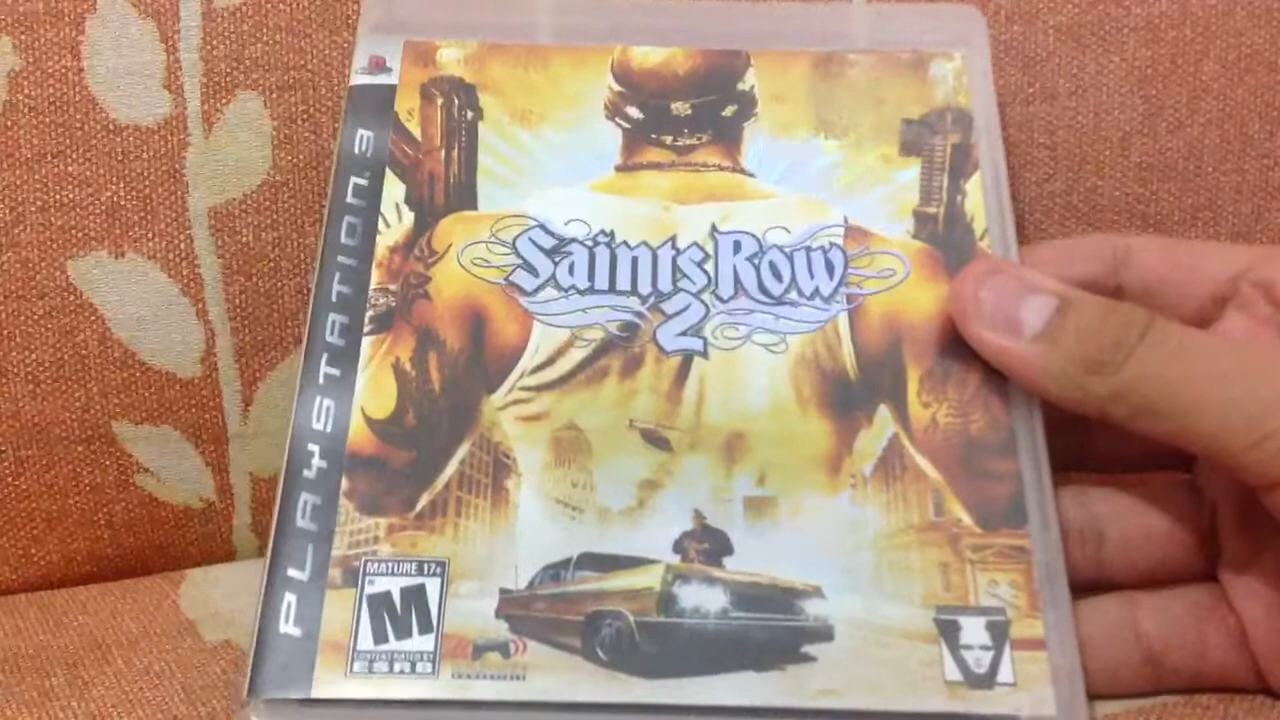 PLAYSTATION 3
Saints Row
2
MATURE 17+
M
CONTENT RATED BY
ESRB